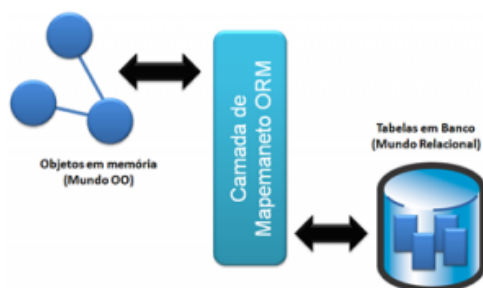 Objetos em memória
(Mundo OO)
Camada de
Mapemaneto ORM
Tabelas em Banco
(Mundo Relacional)